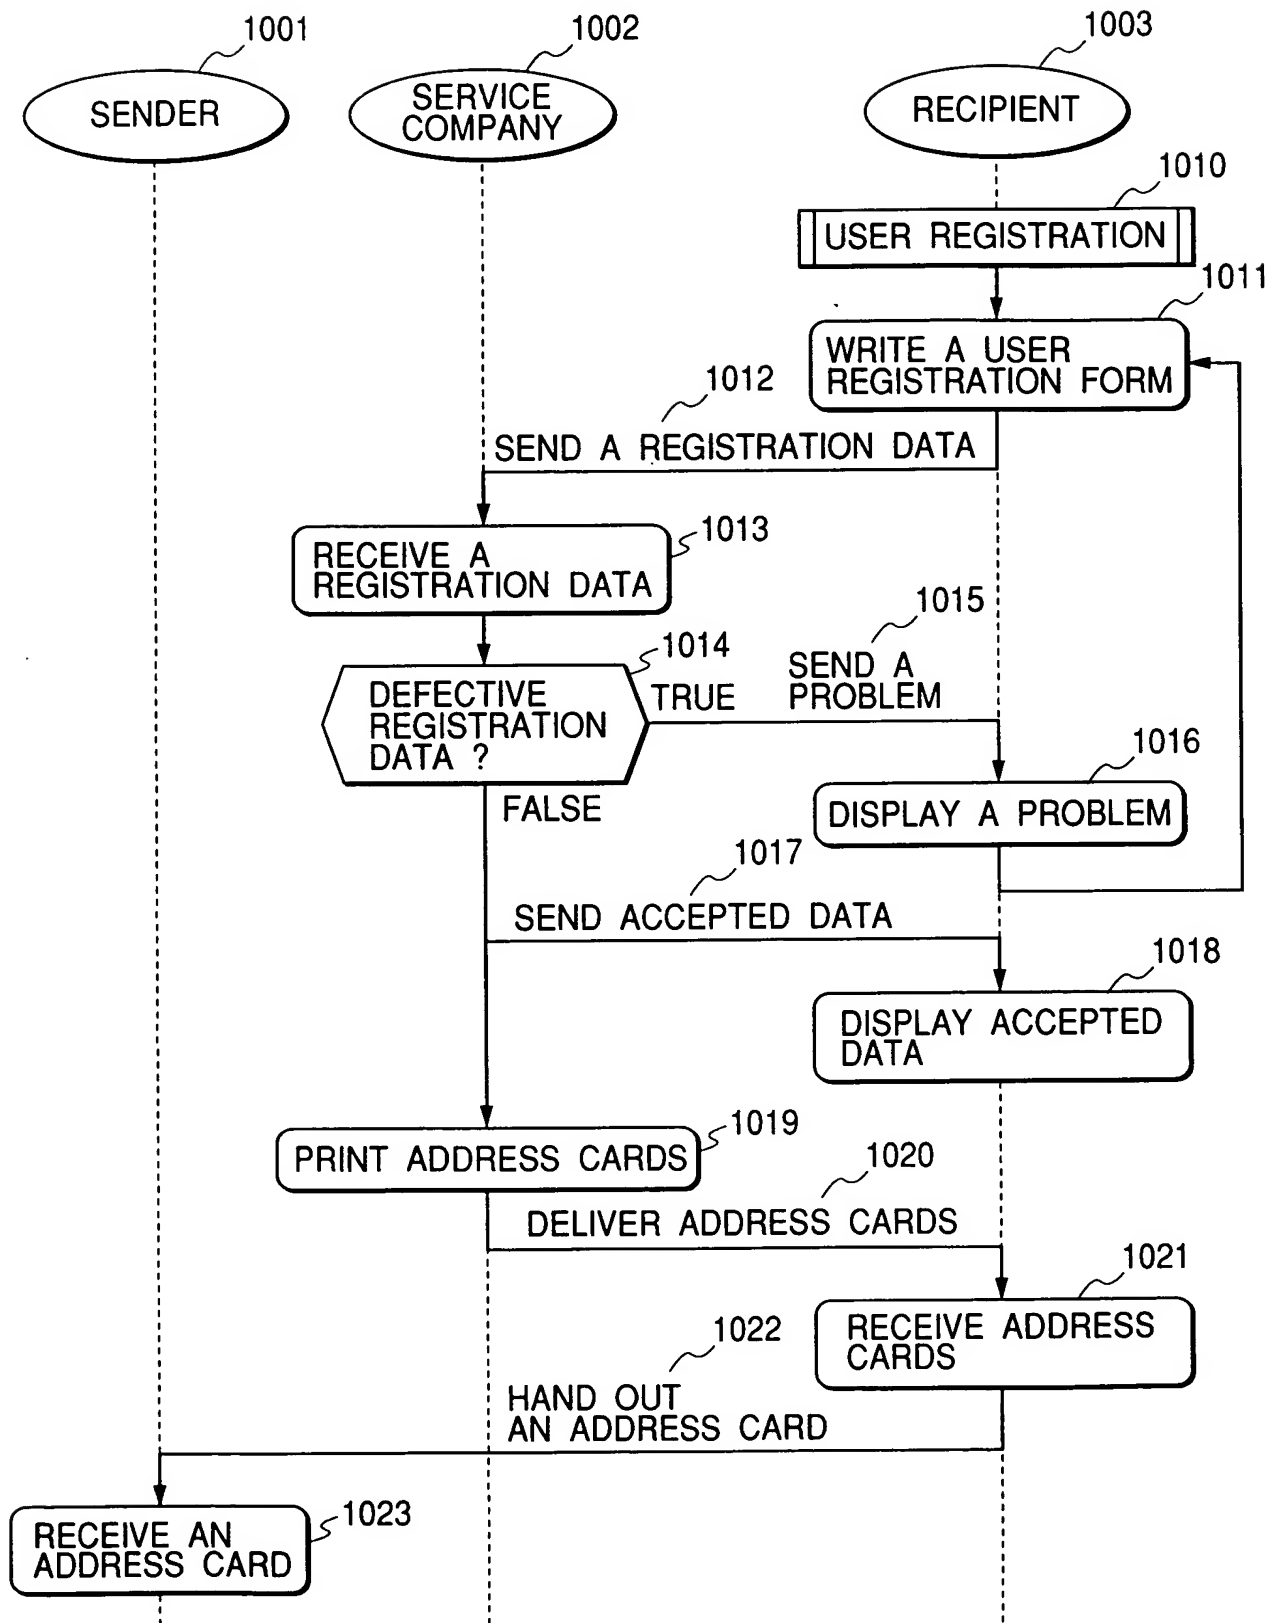 1001
1002
1003
SENDER
SERVICE
COMPANY
RECIPIENT
1010
USER REGISTRATION
1011
WRITE A USER
REGISTRATION FORM
1012
SEND A REGISTRATION DATA
1013
RECEIVE A
REGISTRATION DATA
1015
1014
SEND A
PROBLEM
TRUE
DEFECTIVE
REGISTRATION
DATA ?
1016
FALSE
DISPLAY A PROBLEM
1017
SEND ACCEPTED DATA
1018
DISPLAY ACCEPTED
DATA
1019
PRINT ADDRESS CARDS
1020
DELIVER ADDRESS CARDS
1021
RECEIVE ADDRESS
CARDS
1022
HAND OUT
AN ADDRESS CARD
1023
RECEIVE AN
ADDRESS CARD